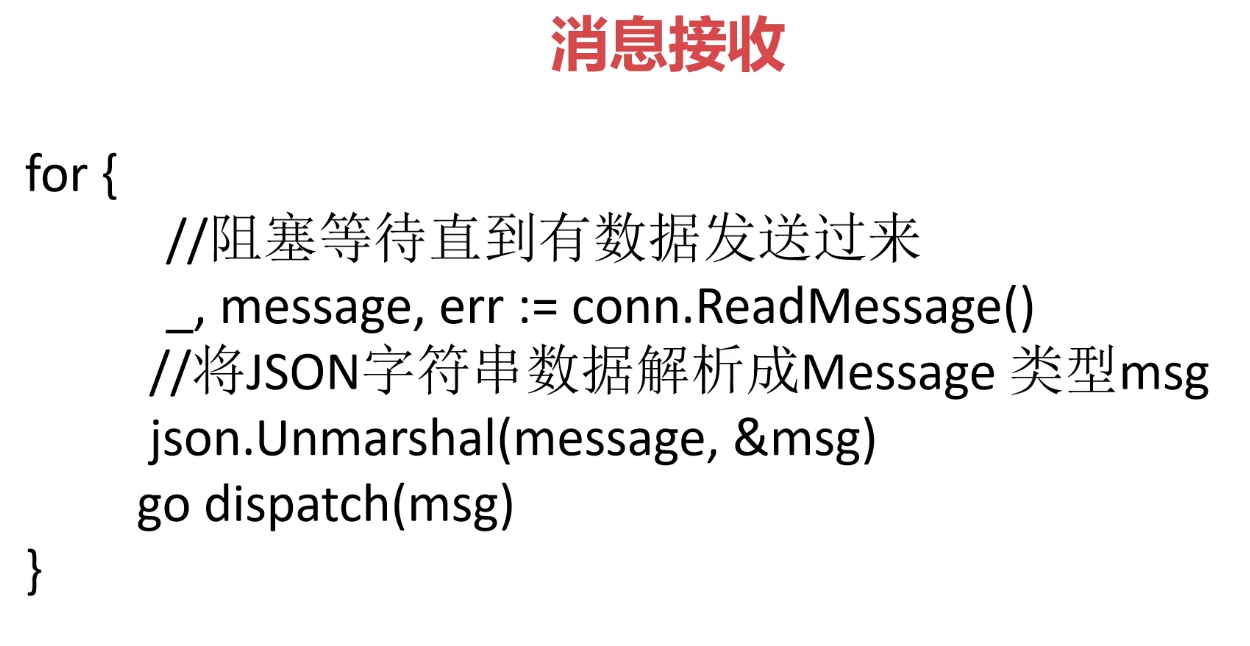 消息接收
for {
//阻塞等待直到有数据发送过来
_, message, err := conn.ReadMessage()
//将JSON字符串数据解析成Message 类型msg
json.Unmarshal(message, &msg)
go dispatch(msg)
}